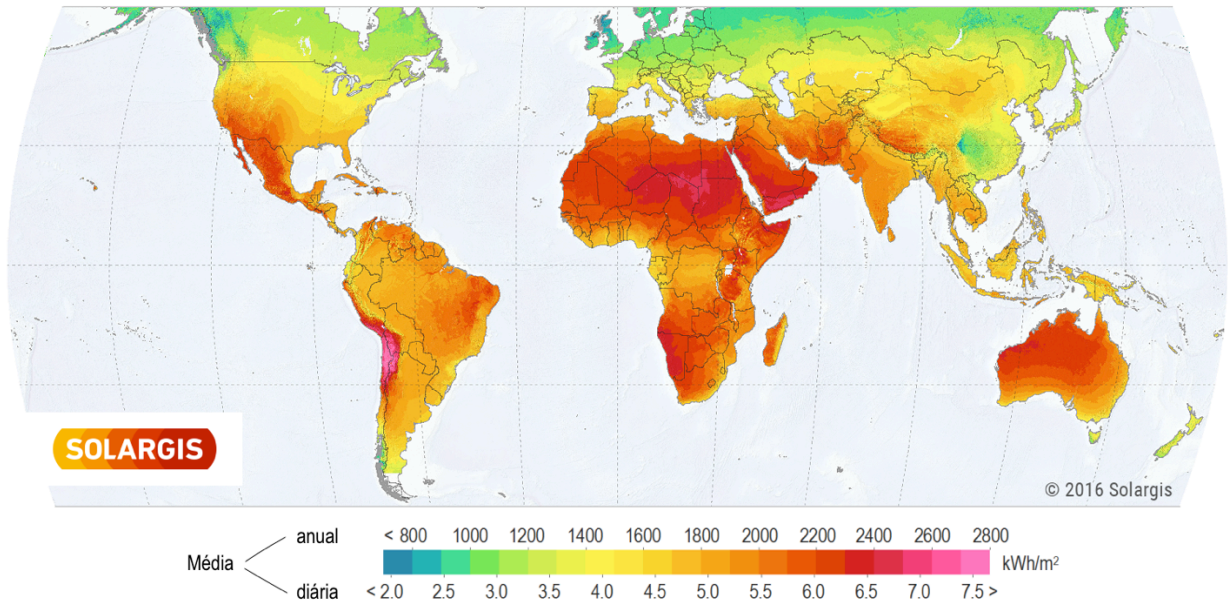 SOLARGIS
© 2016 Solargis
anual < 800 1000 1200 1400 1600 1800 2000 2200 2400 2600 2800
Média kWh/m²
diária < 2.0 2.5 3.0 3.5 4.0 4.5 5.0 5.5 6.0 6.5 7.0 7.5 >